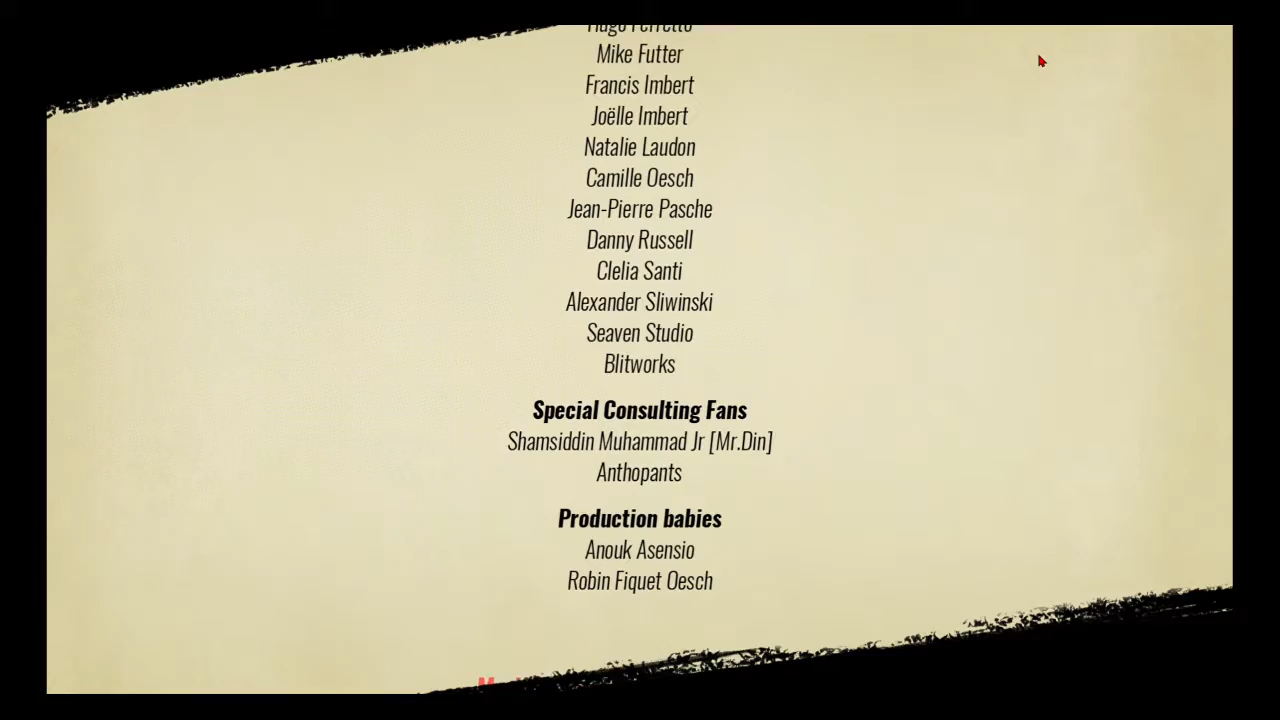 Hugo Ferretto
Mike Futter
Francis Imbert
Joëlle Imbert
Natalie Laudon
Camille Oesch
Jean-Pierre Pasche
Danny Russell
Clelia Santi
Alexander Sliwinski
Seaven Studio
Blitworks
Special Consulting Fans
Shamsiddin Muhammad Jr [Mr.Din]
Anthopants
Production babies
Anouk Asensio
Robin Fiquet Oesch